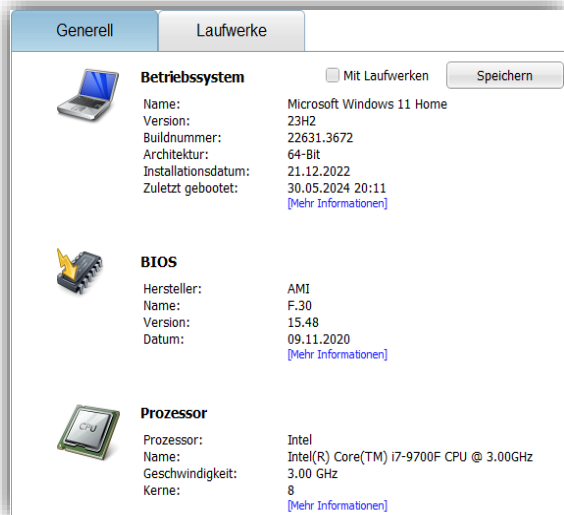 Generell Laufwerke
Betriebssystem Mit Laufwerken Speichern
Name: Microsoft Windows 11 Home
Version: 23H2
Buildnummer: 22631.3672
Architektur: 64-Bit
Installationsdatum: 21.12.2022
Zuletzt gebootet: 30.05.2024 20:11
[Mehr Informationen]
BIOS
Hersteller: AMI
Name: F.30
Version: 15.48
Datum: 09.11.2020
[Mehr Informationen]
CPU
Prozessor
Prozessor: Intel
Name: Intel(R) Core(TM) i7-9700F CPU @ 3.00GHz
Geschwindigkeit: 3.00 GHz
Kerne: 8
[Mehr Informationen]